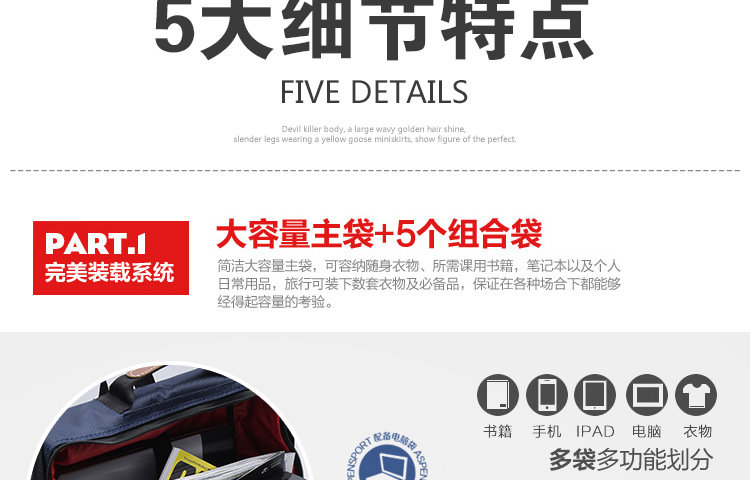 5大细节特点
FIVE DETAILS
Devil killer body, a large wavy golden hair shine,
slender legs wearing a yellow goose miniskirts, show figure of the perfect.
PART.1
完美装载系统
大容量主袋+5个组合袋
简洁大容量主袋，可容纳随身衣物、所需课用书籍，笔记本以及个人
日常用品，旅行可装下数套衣物及必备品，保证在各种场合下都能够
经得起容量的考验。
书籍 手机 IPAD 电脑 衣物
多袋多功能划分
PENSPORT 配备电脑袋 ASPEN